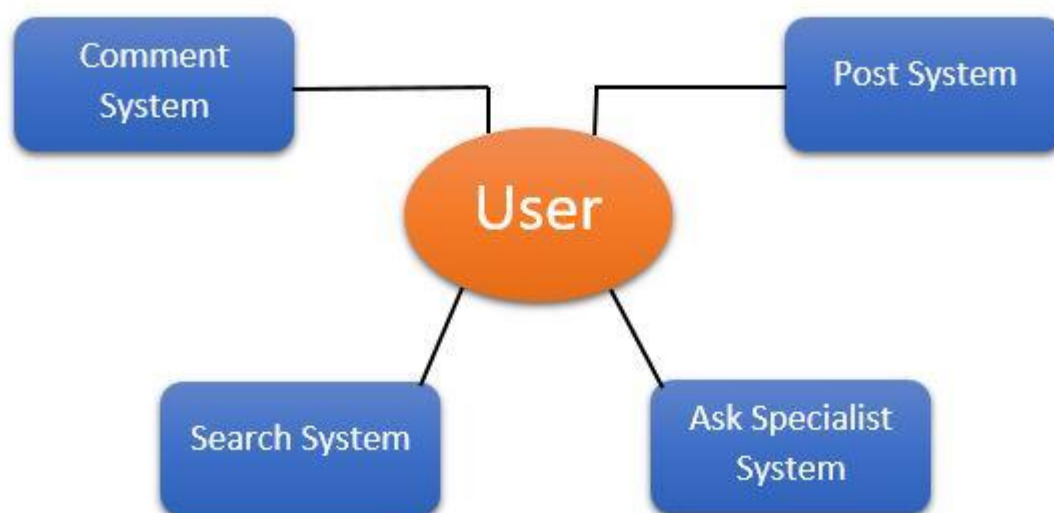 Comment
System
Post System
User
Search System
Ask Specialist
System